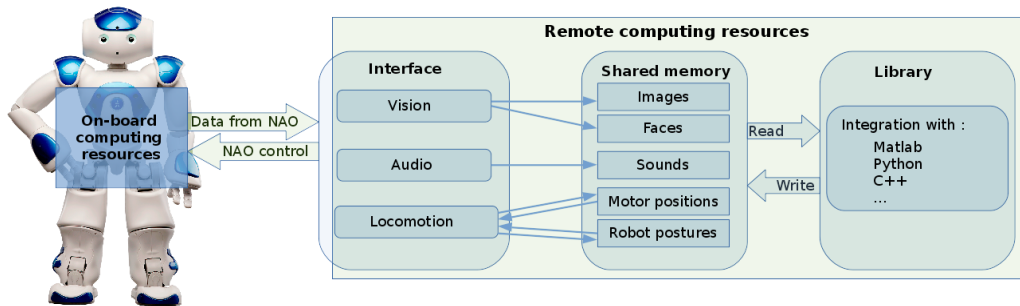 Remote computing resources
On-board
computing
resources
Data from NAO
NAO control
Interface
Vision
Audio
Locomotion
Shared memory
Images
Faces
Sounds
Motor positions
Robot postures
Read
Write
Library
Integration with :
Matlab
Python
C++
...